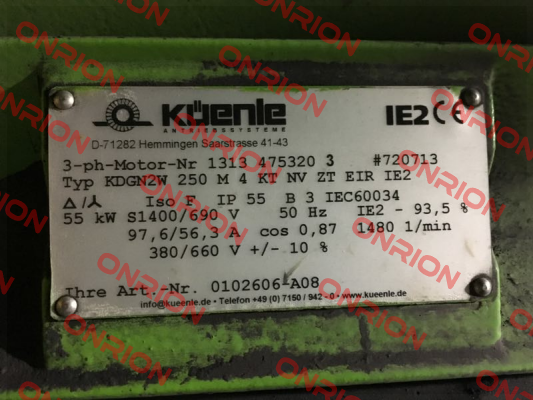 KÜENLE
ANTRIEBSSYSTEME
IE2 CE
D-71282 Hemmingen Saarstrasse 41-43
3-ph-Motor-Nr 1313 475320 3 #720713
Typ KDGN2W 250 M 4 KT NV ZT EIR IE2
Δ/⅄ Iso F IP 55 B 3 IEC60034
55 kW S1400/690 V 50 Hz IE2 - 93,5 %
97,6/56,3 A cos 0,87 1480 1/min
380/660 V +/- 10 %
Ihre Art.-Nr. 0102606-A08
info@kueenle.de • Telefon +49 (0) 7150 / 942 - 0 • www.kueenle.de
ONRION
ONRION
ONRION
ONRION
ONRION
ONRION
ONRION
ONRION
ONRION